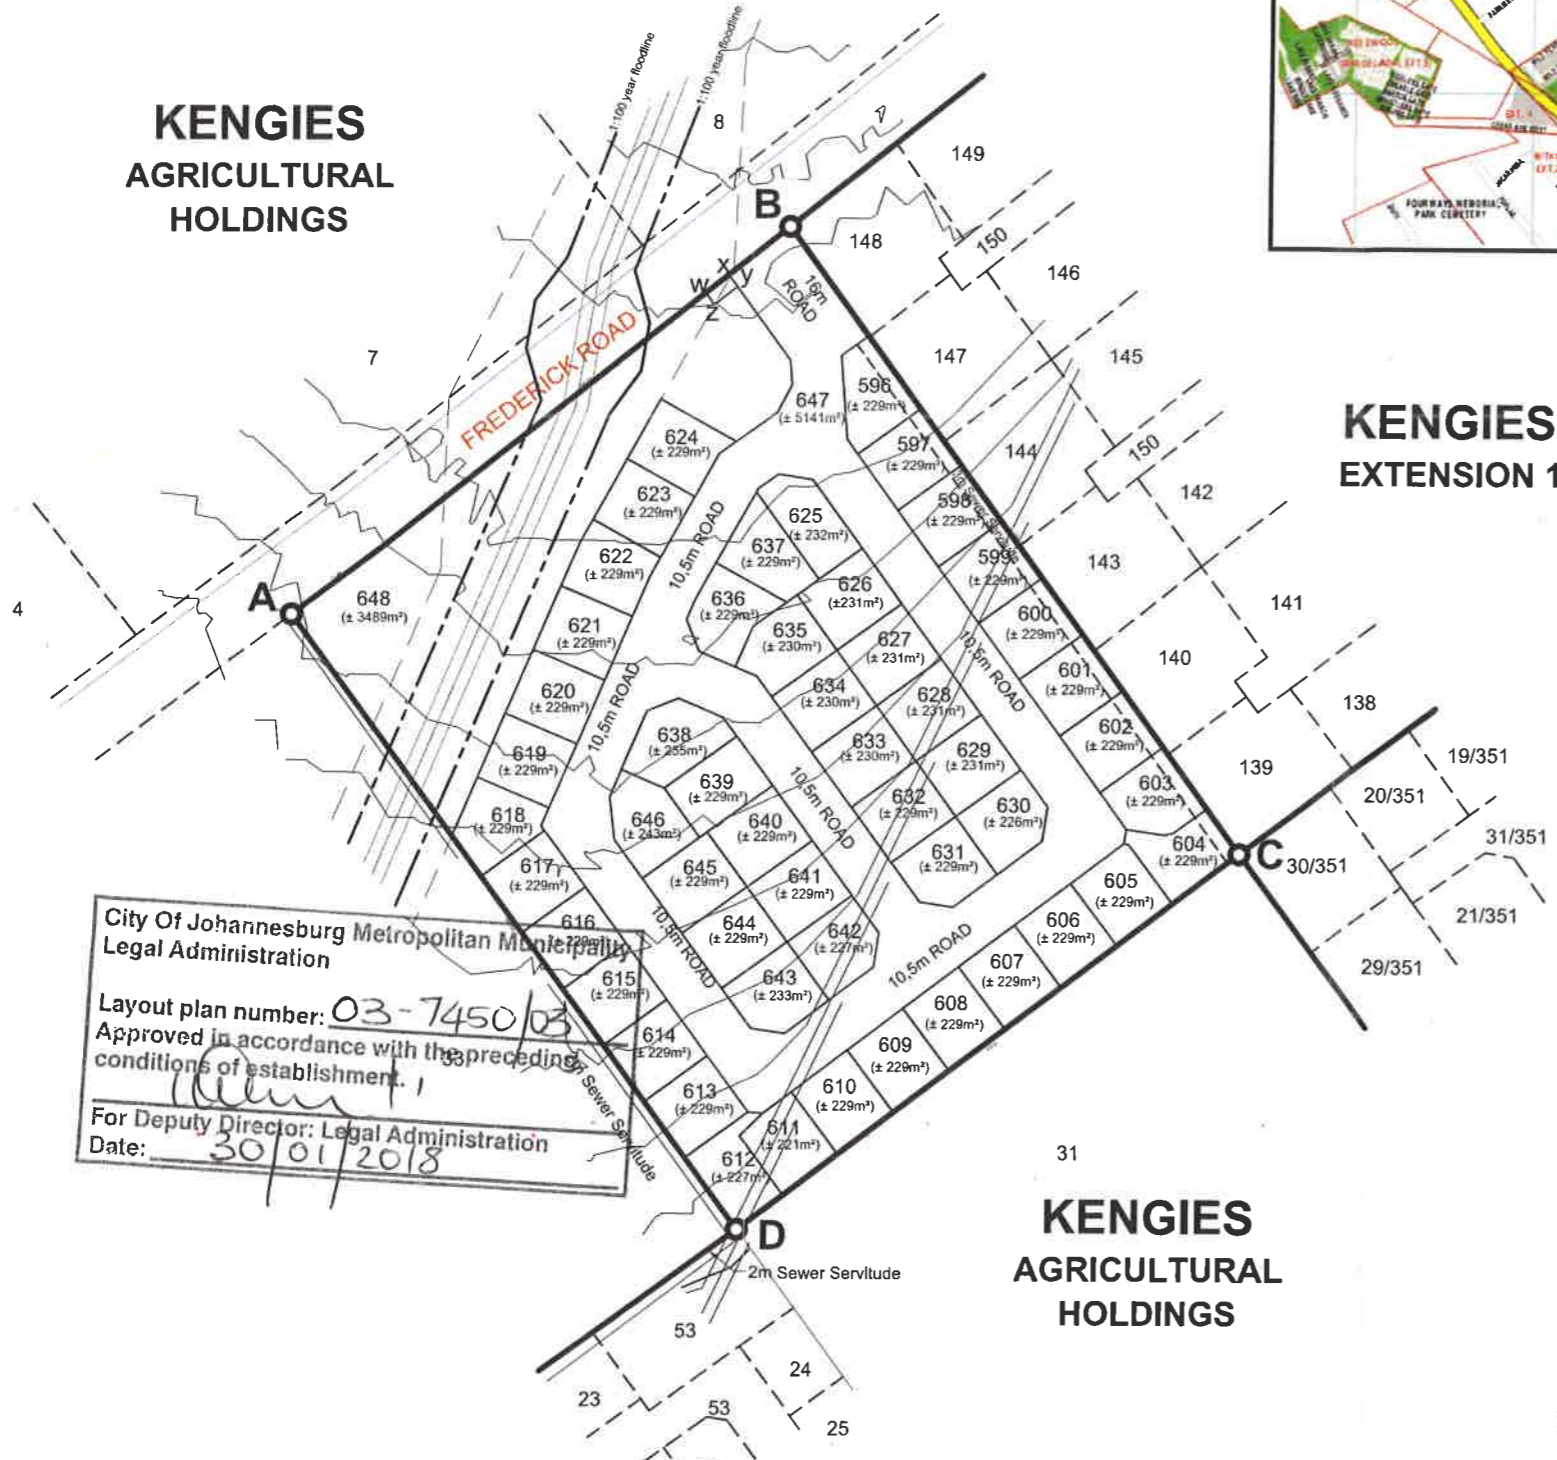 KENGIES
AGRICULTURAL
HOLDINGS
1:100 year floodline
1:100 year floodline
8
149
FOURWAYS MEMORIAL
PARK CEMETERY
B
148
150
146
x
w
y
z
16m
ROAD
FREDERICK ROAD
7
147
145
KENGIES
EXTENSION 1
596
(± 229m²)
647
(± 5141m²)
624
(± 229m²)
597
(± 229m²)
144
150
142
623
(± 229m²)
598
(± 229m²)
2m Sewer Servitude
625
(± 232m²)
10,5m ROAD
637
(± 229m²)
622
(± 229m²)
599
(± 229m²)
143
626
(±231m²)
4
A
648
(± 3489m²)
636
(± 229m²)
141
600
(± 229m²)
621
(± 229m²)
635
(± 230m²)
627
(± 231m²)
10,5m ROAD
601
(± 229m²)
140
620
(± 229m²)
10,5m ROAD
634
(± 230m²)
628
(± 231m²)
138
602
(± 229m²)
638
(± 255m²)
633
(± 230m²)
629
(± 231m²)
19/351
619
(± 229m²)
139
639
(± 229m²)
603
(± 229m²)
20/351
10,5m ROAD
632
(± 229m²)
630
(± 226m²)
618
(± 229m²)
646
(± 243m²)
640
(± 229m²)
31/351
604
(± 229m²)
C
30/351
631
(± 229m²)
617
(± 229m²)
645
(± 229m²)
641
(± 229m²)
605
(± 229m²)
21/351
616
(± 229m²)
10,5m ROAD
644
(± 229m²)
642
(± 227m²)
606
(± 229m²)
10,5m ROAD
607
(± 229m²)
29/351
615
(± 229m²)
643
(± 233m²)
608
(± 229m²)
614
(± 229m²)
609
(± 229m²)
613
(± 229m²)
610
(± 229m²)
611
(± 221m²)
612
(± 227m²)
City Of Johannesburg Metropolitan Municipality
Legal Administration
Layout plan number: 03-7450/03
Approved in accordance with the preceding
conditions of establishment.
33
For Deputy Director: Legal Administration
Date: 30/01/2018
2m Sewer Servitude
31
KENGIES
AGRICULTURAL
HOLDINGS
D
2m Sewer Servitude
53
24
23
53
25